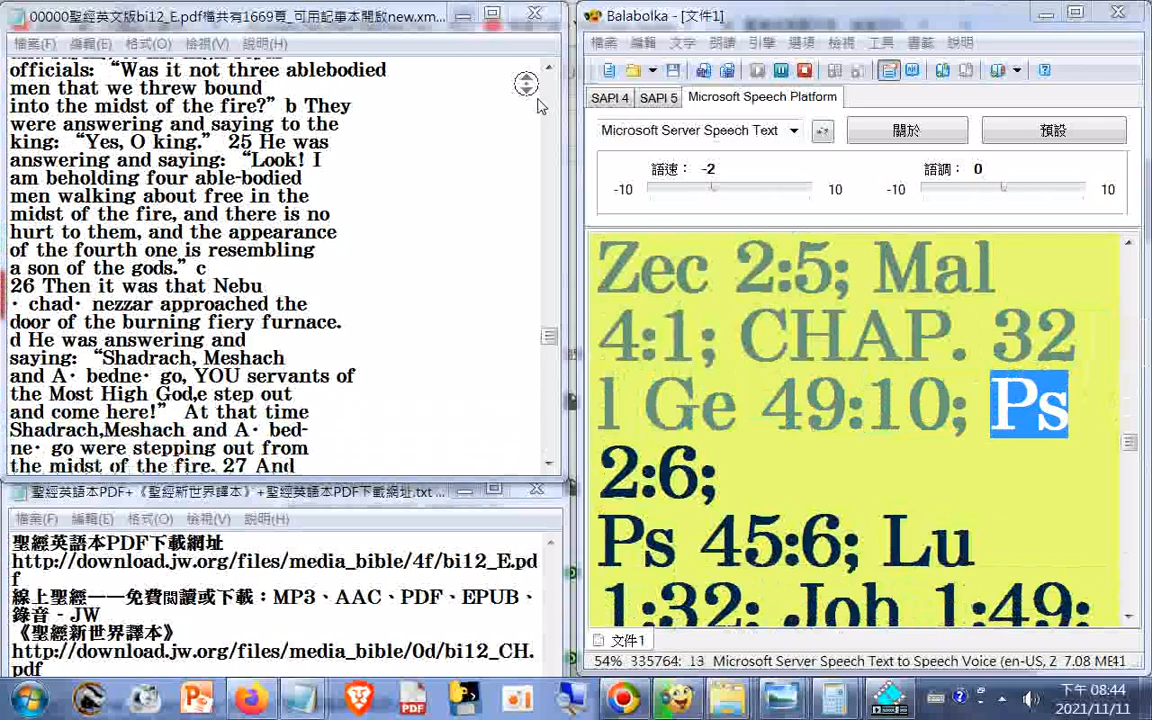 00000聖經英文版bi12_E.pdf檔共有1669頁_可用記事本開啟new.xm...
檔案(F) 編輯(E) 格式(O) 檢視(V) 說明(H)
officials: “Was it not three ablebodied
men that we threw bound
into the midst of the fire?” b They
were answering and saying to the
king: “Yes, O king.” 25 He was
answering and saying: “Look! I
am beholding four able-bodied
men walking about free in the
midst of the fire, and there is no
hurt to them, and the appearance
of the fourth one is resembling
a son of the gods.” c
26 Then it was that Nebu
· chad· nezzar approached the
door of the burning fiery furnace.
d He was answering and
saying: “Shadrach, Meshach
and A· bedne· go, YOU servants of
the Most High God,e step out
and come here!” At that time
Shadrach,Meshach and A· bed-
ne· go were stepping out from
the midst of the fire. 27 And
聖經英語本PDF+《聖經新世界譯本》+聖經英語本PDF下載網址.txt ...
檔案(F) 編輯(E) 格式(O) 檢視(V) 說明(H)
聖經英語本PDF下載網址
http://download.jw.org/files/media_bible/4f/bi12_E.pd
f
線上聖經——免費閱讀或下載：MP3、AAC、PDF、EPUB、
錄音 - JW
《聖經新世界譯本》
http://download.jw.org/files/media_bible/0d/bi12_CH.
pdf
Balabolka - [文件1]
檔案 編輯 文字 朗讀 引擎 選項 檢視 工具 書籤 說明
SAPI 4 SAPI 5 Microsoft Speech Platform
Microsoft Server Speech Text 關於 預設
語速: -2 語調: 0
-10 10 -10 10
Zec 2:5; Mal
4:1; CHAP. 32
l Ge 49:10; Ps
2:6;
Ps 45:6; Lu
1:32; Joh 1:49;
文件1
54% 335764: 13 Microsoft Server Speech Text to Speech Voice (en-US, Z 7.08 ME41
下午 08:44
2021/11/11